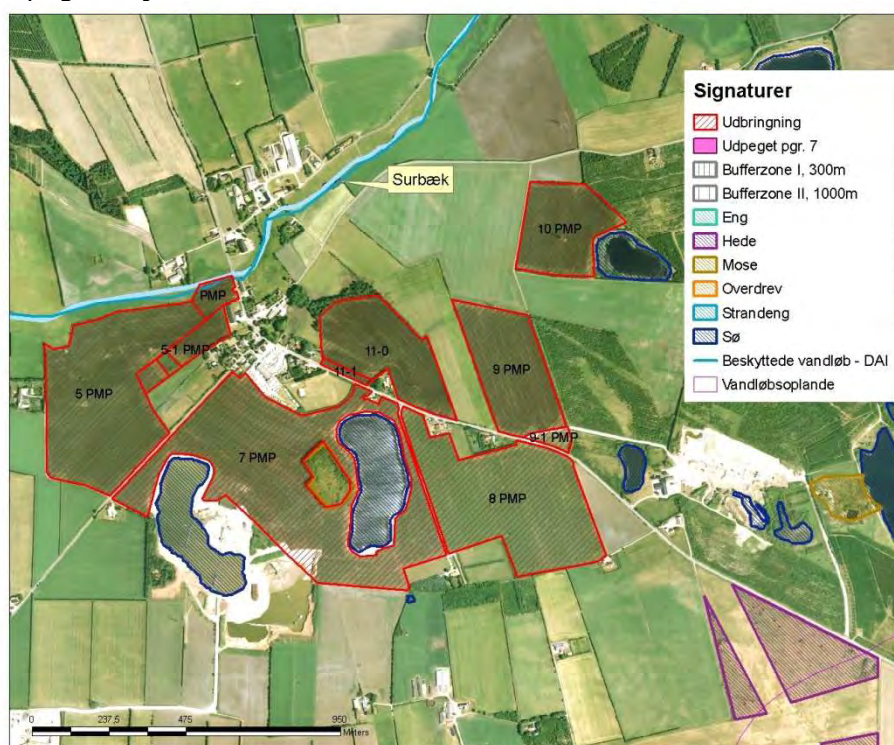 Signaturer
Udbringning
Udpeget pgr. 7
Bufferzone I, 300m
Bufferzone II, 1000m
Eng
Hede
Mose
Overdrev
Strandeng
Sø
Beskyttede vandløb - DAI
Vandløbsoplande
Surbæk
10 PMP
PMP
5-1 PMP
5 PMP
11-0
11-1
9 PMP
9-1 PMP
7 PMP
8 PMP
0 237,5 475 950
Meters